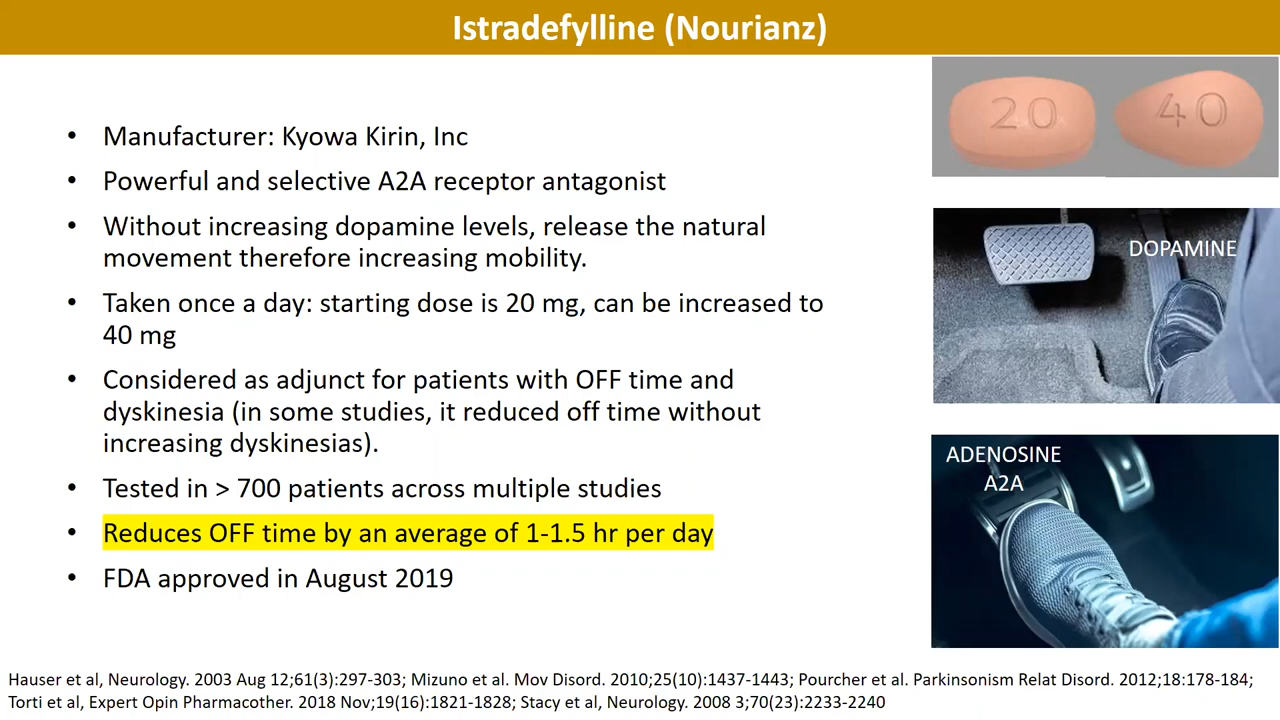 Istradefylline (Nourianz)
• Manufacturer: Kyowa Kirin, Inc
• Powerful and selective A2A receptor antagonist
• Without increasing dopamine levels, release the natural
movement therefore increasing mobility.
• Taken once a day: starting dose is 20 mg, can be increased to
40 mg
• Considered as adjunct for patients with OFF time and
dyskinesia (in some studies, it reduced off time without
increasing dyskinesias).
• Tested in > 700 patients across multiple studies
• Reduces OFF time by an average of 1-1.5 hr per day
• FDA approved in August 2019
20 40
DOPAMINE
ADENOSINE
A2A
Hauser et al, Neurology. 2003 Aug 12;61(3):297-303; Mizuno et al. Mov Disord. 2010;25(10):1437-1443; Pourcher et al. Parkinsonism Relat Disord. 2012;18:178-184;
Torti et al, Expert Opin Pharmacother. 2018 Nov;19(16):1821-1828; Stacy et al, Neurology. 2008 3;70(23):2233-2240